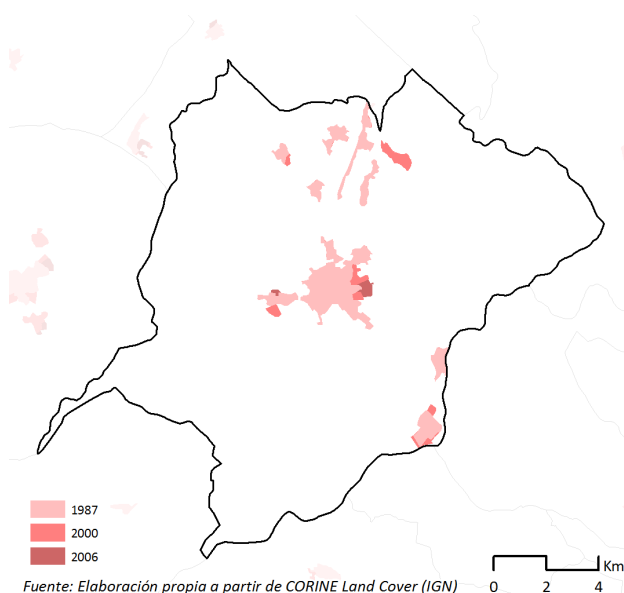 1987
2000
2006
Km
0 2 4
Fuente: Elaboración propia a partir de CORINE Land Cover (IGN)